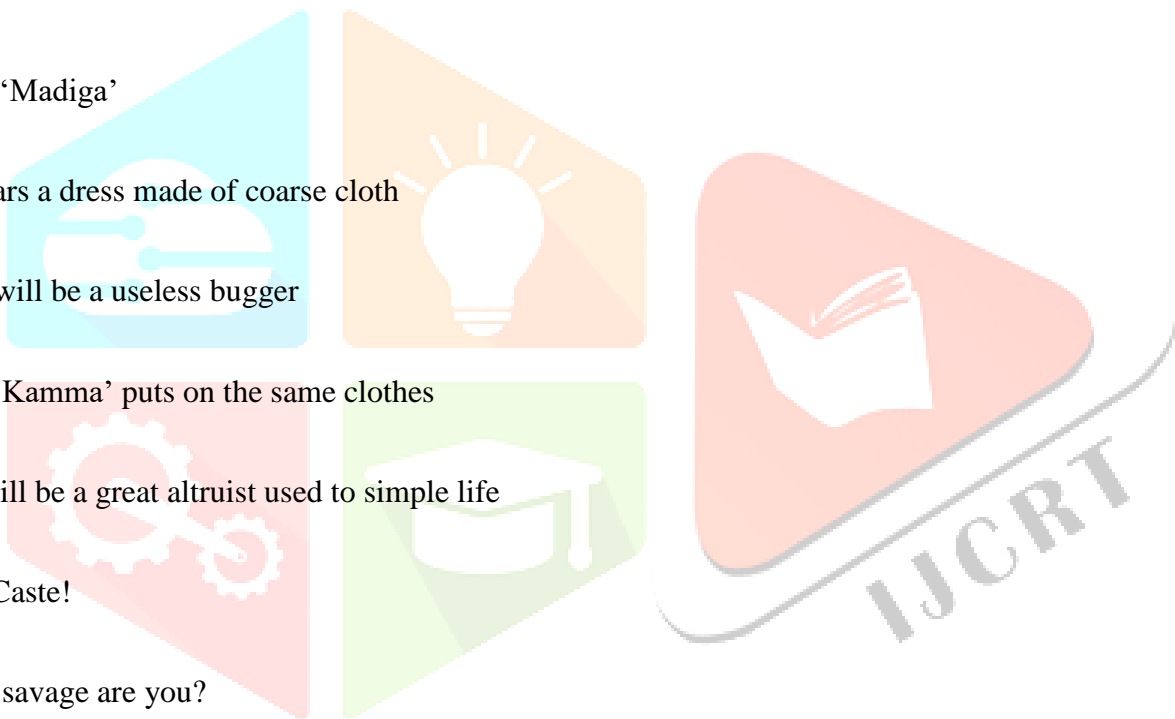 ‘Madiga’
ars a dress made of coarse cloth
will be a useless bugger
Kamma’ puts on the same clothes
ill be a great altruist used to simple life
Caste!
savage are you?
IJCRT